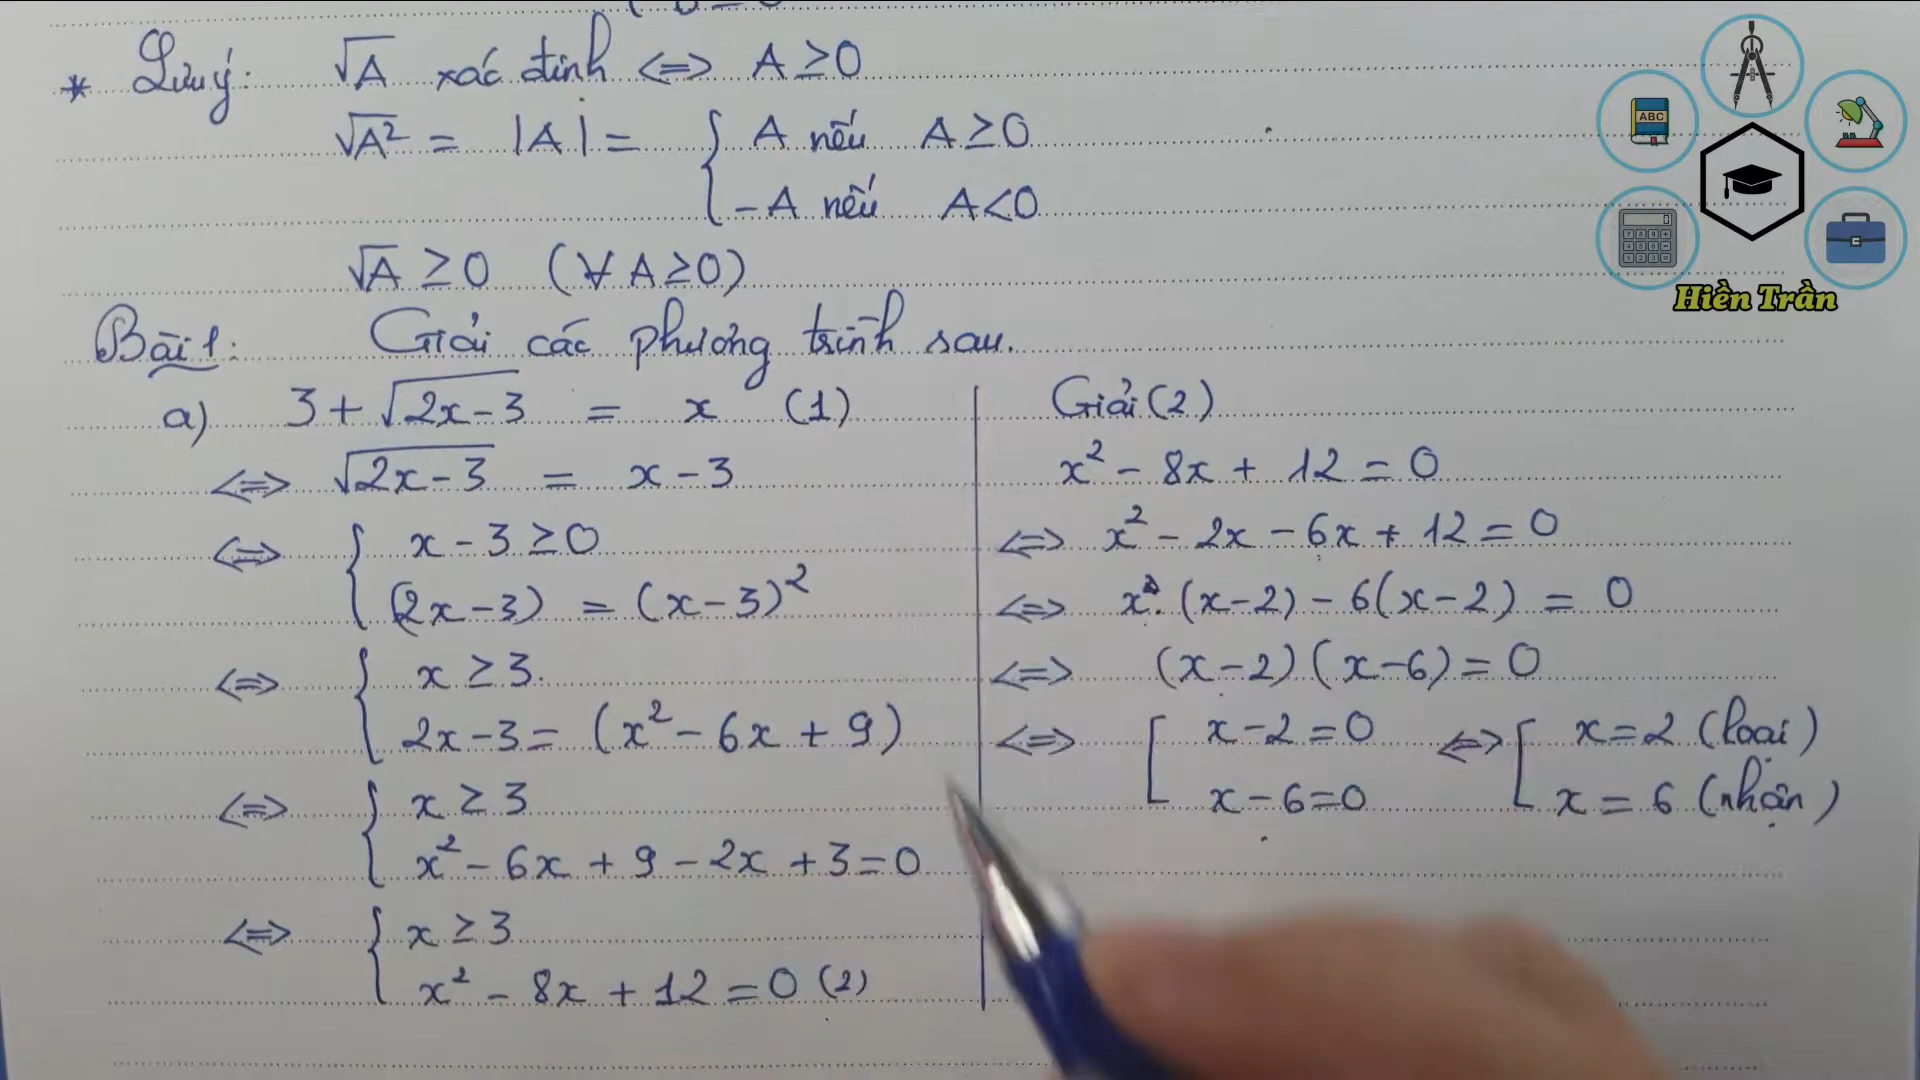 * Lưu ý: √A xác định <=> A ≥ 0
√A² = |A| = { A nếu A ≥ 0
-A nếu A < 0
√A ≥ 0 (∀ A ≥ 0)
Bài 1: Giải các phương trình sau.
a) 3 + √(2x-3) = x (1)
<=> √(2x-3) = x - 3
<=> { x - 3 ≥ 0
(2x-3) = (x-3)²
<=> { x ≥ 3.
2x-3 = (x² - 6x + 9)
<=> { x ≥ 3
x² - 6x + 9 - 2x + 3 = 0
<=> { x ≥ 3
x² - 8x + 12 = 0 (2)
Giải (2)
x² - 8x + 12 = 0
<=> x² - 2x - 6x + 12 = 0
<=> x.(x-2) - 6(x-2) = 0
<=> (x-2)(x-6) = 0
<=> [ x-2=0 <=> [ x=2 (loại)
x-6=0 x = 6 (nhận)
ABC
Hiền Trần